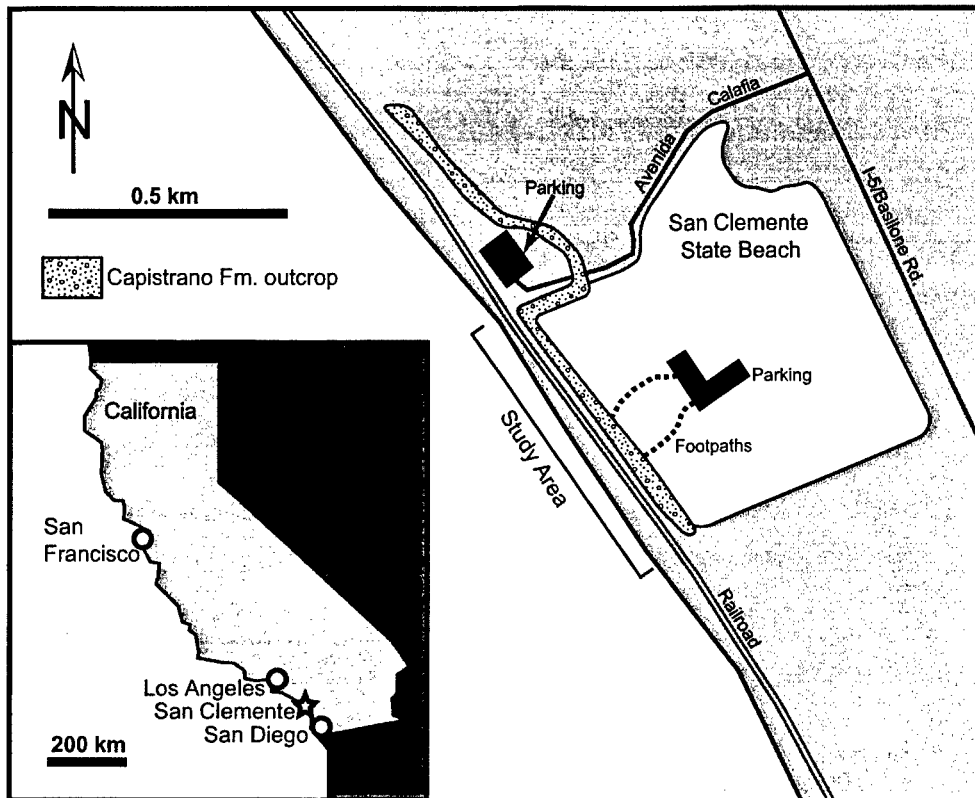 N
0.5 km
Capistrano Fm. outcrop
Parking
Avenida
Calafia
I-5/Basilone Rd.
San Clemente
State Beach
Parking
Footpaths
Study Area
Railroad
California
San
Francisco
Los Angeles
San Clemente
San Diego
200 km